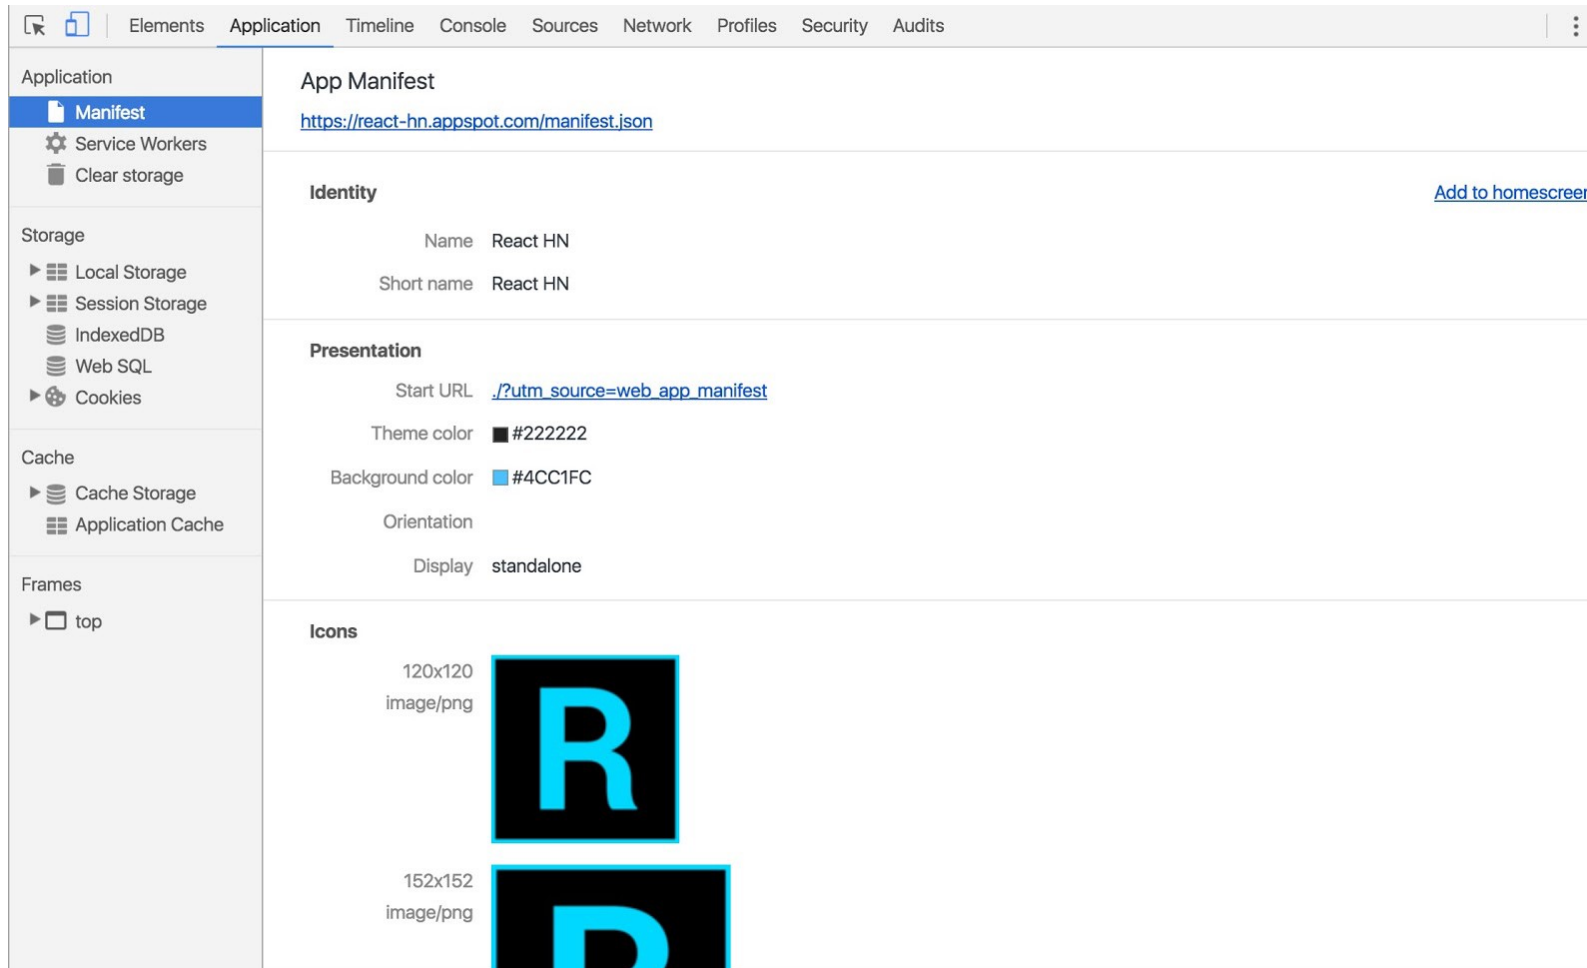 Elements Application Timeline Console Sources Network Profiles Security Audits
Application
Manifest
Service Workers
Clear storage
Storage
Local Storage
Session Storage
IndexedDB
Web SQL
Cookies
Cache
Cache Storage
Application Cache
Frames
top
App Manifest
https://react-hn.appspot.com/manifest.json
Identity
Add to homescreen
Name React HN
Short name React HN
Presentation
Start URL ./?utm_source=web_app_manifest
Theme color #222222
Background color #4CC1FC
Orientation
Display standalone
Icons
120x120
image/png
R
152x152
image/png
R